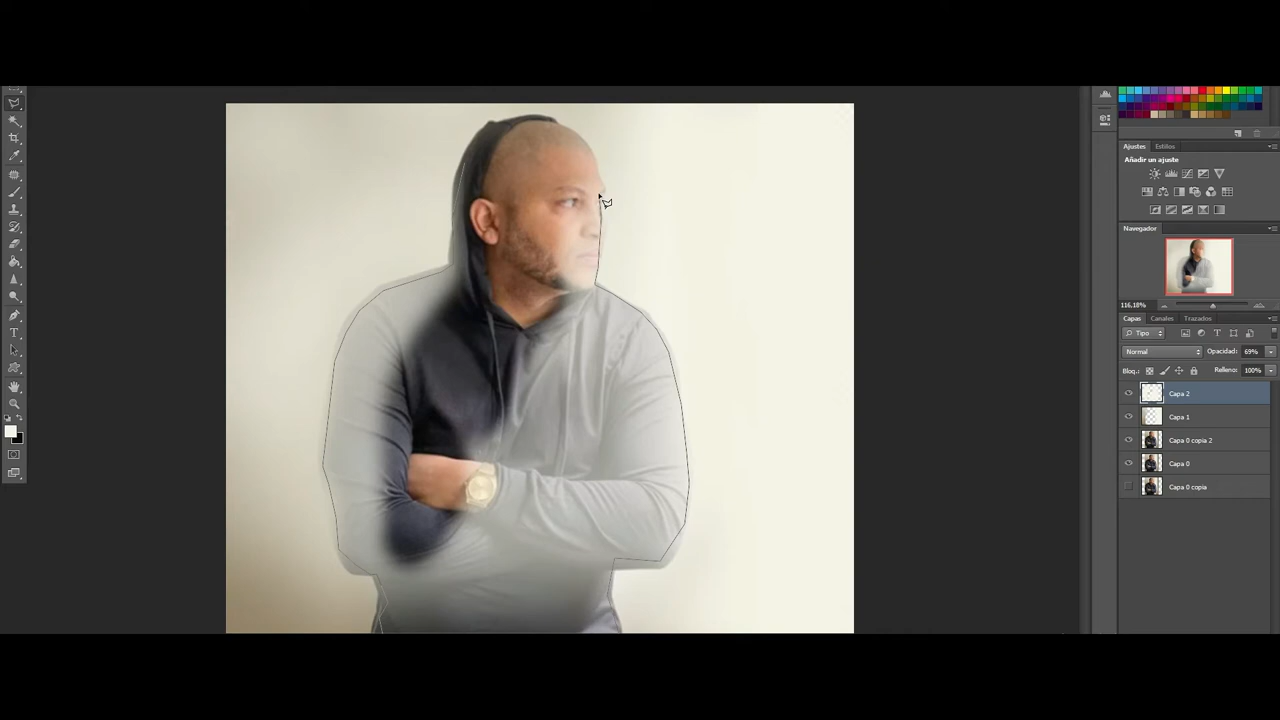 Ajustes Estilos
Añadir un ajuste
Navegador
116,18%
Capas Canales Trazados
Tipo
Normal Opacidad: 69%
Bloq.: Relleno: 100%
Capa 2
Capa 1
Capa 0 copia 2
Capa 0
Capa 0 copia